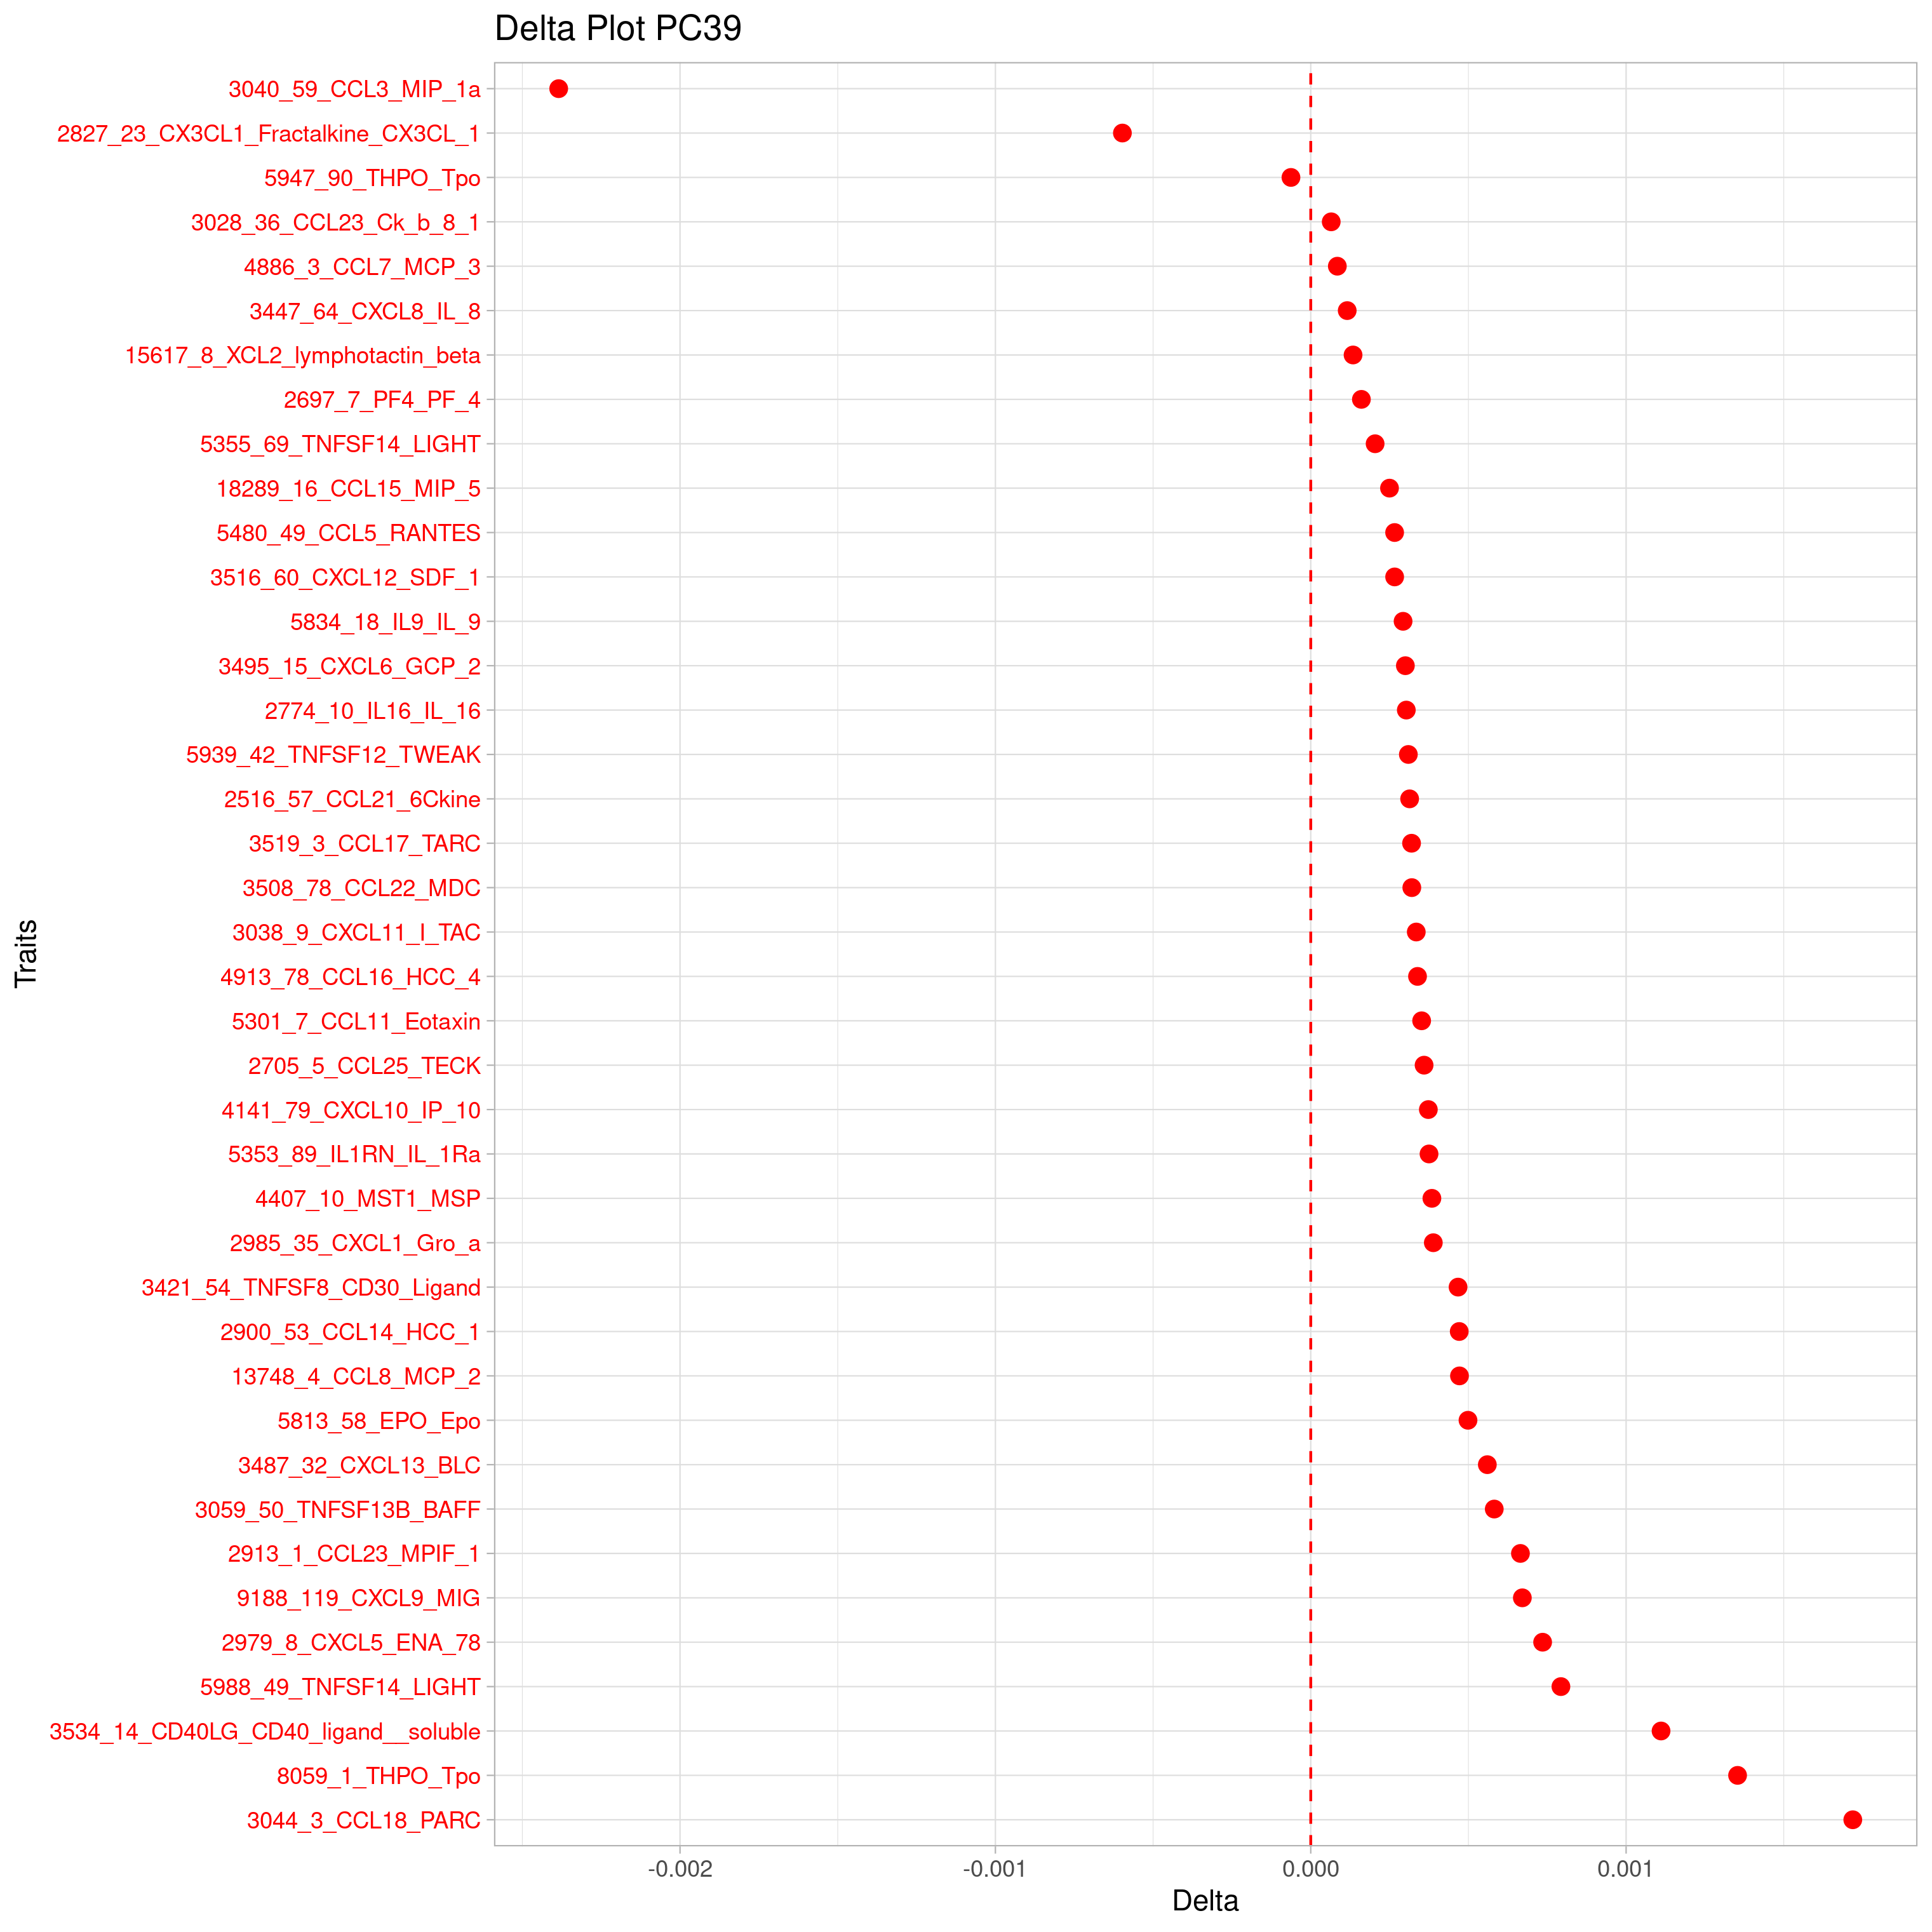 Delta Plot PC39
3040_59_CCL3_MIP_1a
2827_23_CX3CL1_Fractalkine_CX3CL_1
5947_90_THPO_Tpo
3028_36_CCL23_Ck_b_8_1
4886_3_CCL7_MCP_3
3447_64_CXCL8_IL_8
15617_8_XCL2_lymphotactin_beta
2697_7_PF4_PF_4
5355_69_TNFSF14_LIGHT
18289_16_CCL15_MIP_5
5480_49_CCL5_RANTES
3516_60_CXCL12_SDF_1
5834_18_IL9_IL_9
3495_15_CXCL6_GCP_2
2774_10_IL16_IL_16
5939_42_TNFSF12_TWEAK
2516_57_CCL21_6Ckine
3519_3_CCL17_TARC
3508_78_CCL22_MDC
3038_9_CXCL11_I_TAC
4913_78_CCL16_HCC_4
5301_7_CCL11_Eotaxin
2705_5_CCL25_TECK
4141_79_CXCL10_IP_10
5353_89_IL1RN_IL_1Ra
4407_10_MST1_MSP
2985_35_CXCL1_Gro_a
3421_54_TNFSF8_CD30_Ligand
2900_53_CCL14_HCC_1
13748_4_CCL8_MCP_2
5813_58_EPO_Epo
3487_32_CXCL13_BLC
3059_50_TNFSF13B_BAFF
2913_1_CCL23_MPIF_1
9188_119_CXCL9_MIG
2979_8_CXCL5_ENA_78
5988_49_TNFSF14_LIGHT
3534_14_CD40LG_CD40_ligand__soluble
8059_1_THPO_Tpo
3044_3_CCL18_PARC
Traits
-0.002 -0.001 0.000 0.001
Delta